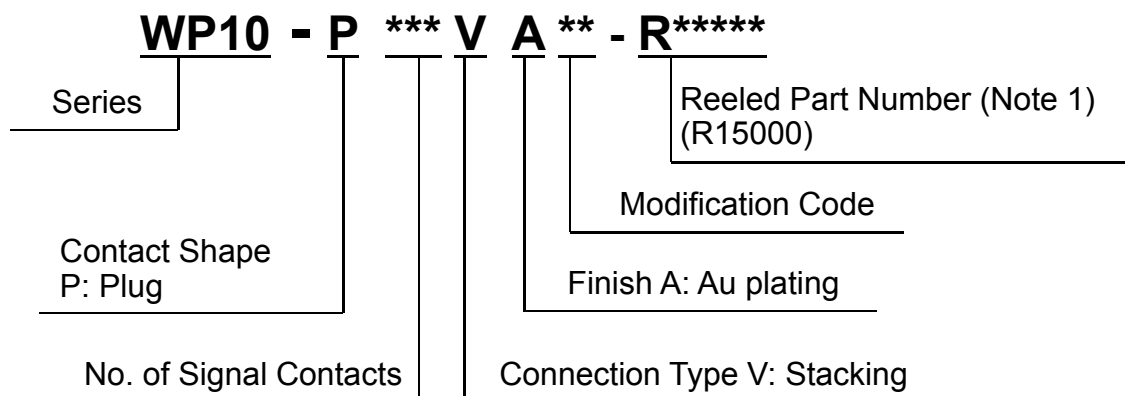 WP10 - P *** V A ** - R*****
Series
Reeled Part Number (Note 1)
(R15000)
Modification Code
Contact Shape
P: Plug
Finish A: Au plating
No. of Signal Contacts
Connection Type V: Stacking